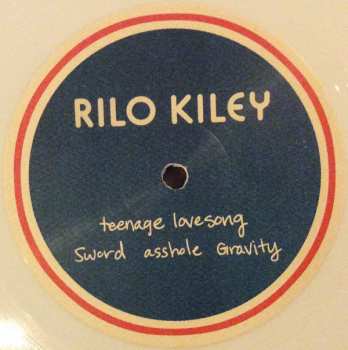 RILO KILEY
teenage lovesong
Sword asshole Gravity